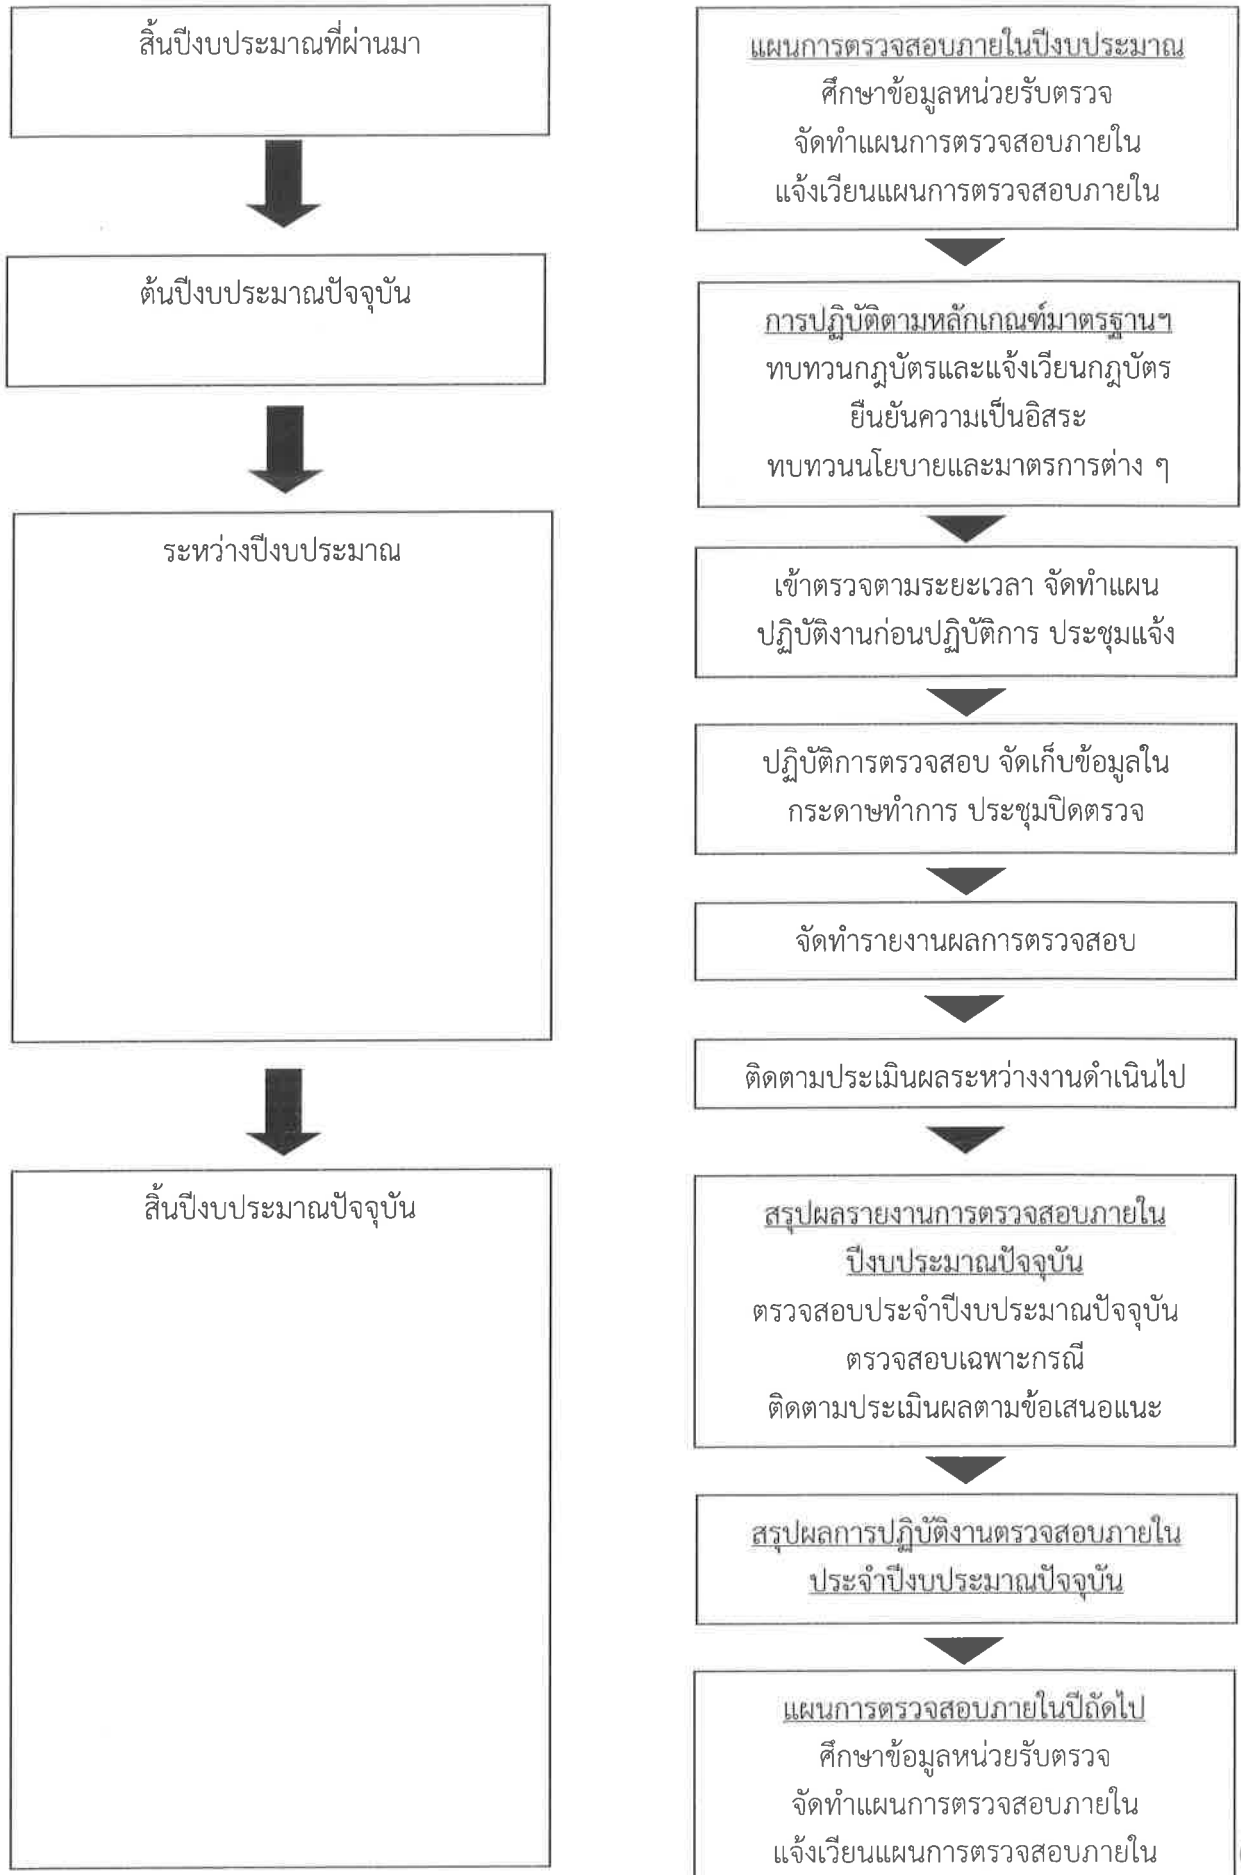 สิ้นปีงบประมาณที่ผ่านมา
ต้นปีงบประมาณปัจจุบัน
ระหว่างปีงบประมาณ
สิ้นปีงบประมาณปัจจุบัน
แผนการตรวจสอบภายในปีงบประมาณ
ศึกษาข้อมูลหน่วยรับตรวจ
จัดทำแผนการตรวจสอบภายใน
แจ้งเวียนแผนการตรวจสอบภายใน
การปฏิบัติตามหลักเกณฑ์มาตรฐานฯ
ทบทวนกฎบัตรและแจ้งเวียนกฎบัตร
ยืนยันความเป็นอิสระ
ทบทวนนโยบายและมาตรการต่าง ๆ
เข้าตรวจตามระยะเวลา จัดทำแผน
ปฏิบัติงานก่อนปฏิบัติการ ประชุมแจ้ง
ปฏิบัติการตรวจสอบ จัดเก็บข้อมูลใน
กระดาษทำการ ประชุมปิดตรวจ
จัดทำรายงานผลการตรวจสอบ
ติดตามประเมินผลระหว่างงานดำเนินไป
สรุปผลรายงานการตรวจสอบภายใน
ปีงบประมาณปัจจุบัน
ตรวจสอบประจำปีงบประมาณปัจจุบัน
ตรวจสอบเฉพาะกรณี
ติดตามประเมินผลตามข้อเสนอแนะ
สรุปผลการปฏิบัติงานตรวจสอบภายใน
ประจำปีงบประมาณปัจจุบัน
แผนการตรวจสอบภายในปีถัดไป
ศึกษาข้อมูลหน่วยรับตรวจ
จัดทำแผนการตรวจสอบภายใน
แจ้งเวียนแผนการตรวจสอบภายใน